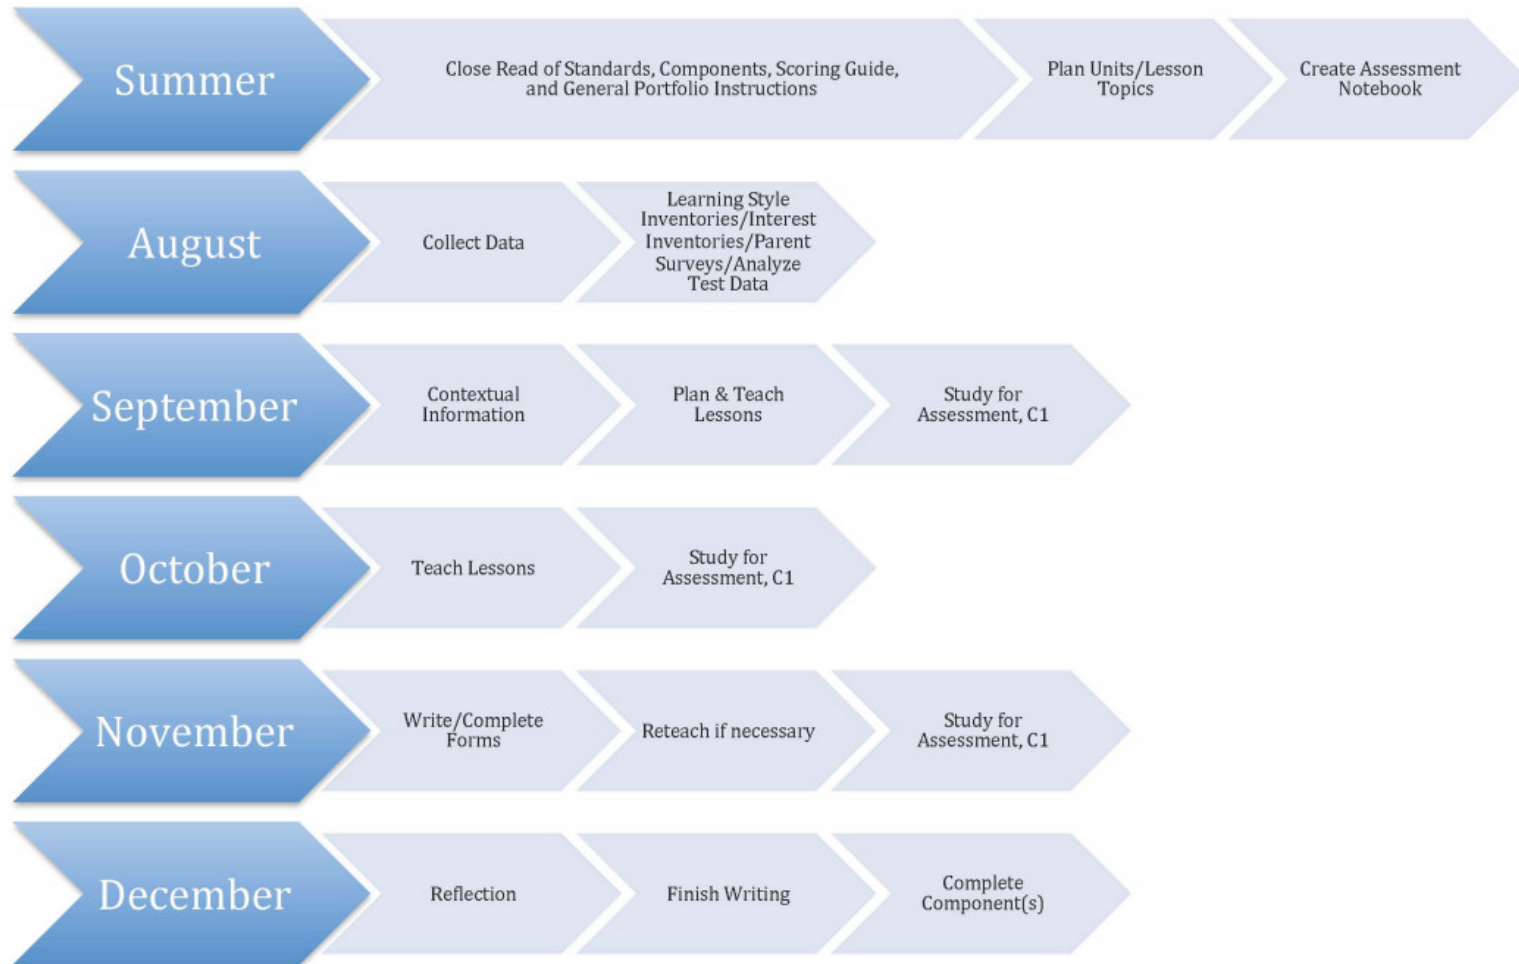 Summer
Close Read of Standards, Components, Scoring Guide,
and General Portfolio Instructions
Plan Units/Lesson
Topics
Create Assessment
Notebook
August
Collect Data
Learning Style
Inventories/Interest
Inventories/Parent
Surveys/Analyze
Test Data
September
Contextual
Information
Plan & Teach
Lessons
Study for
Assessment, C1
October
Teach Lessons
Study for
Assessment, C1
November
Write/Complete
Forms
Reteach if necessary
Study for
Assessment, C1
December
Reflection
Finish Writing
Complete
Component(s)